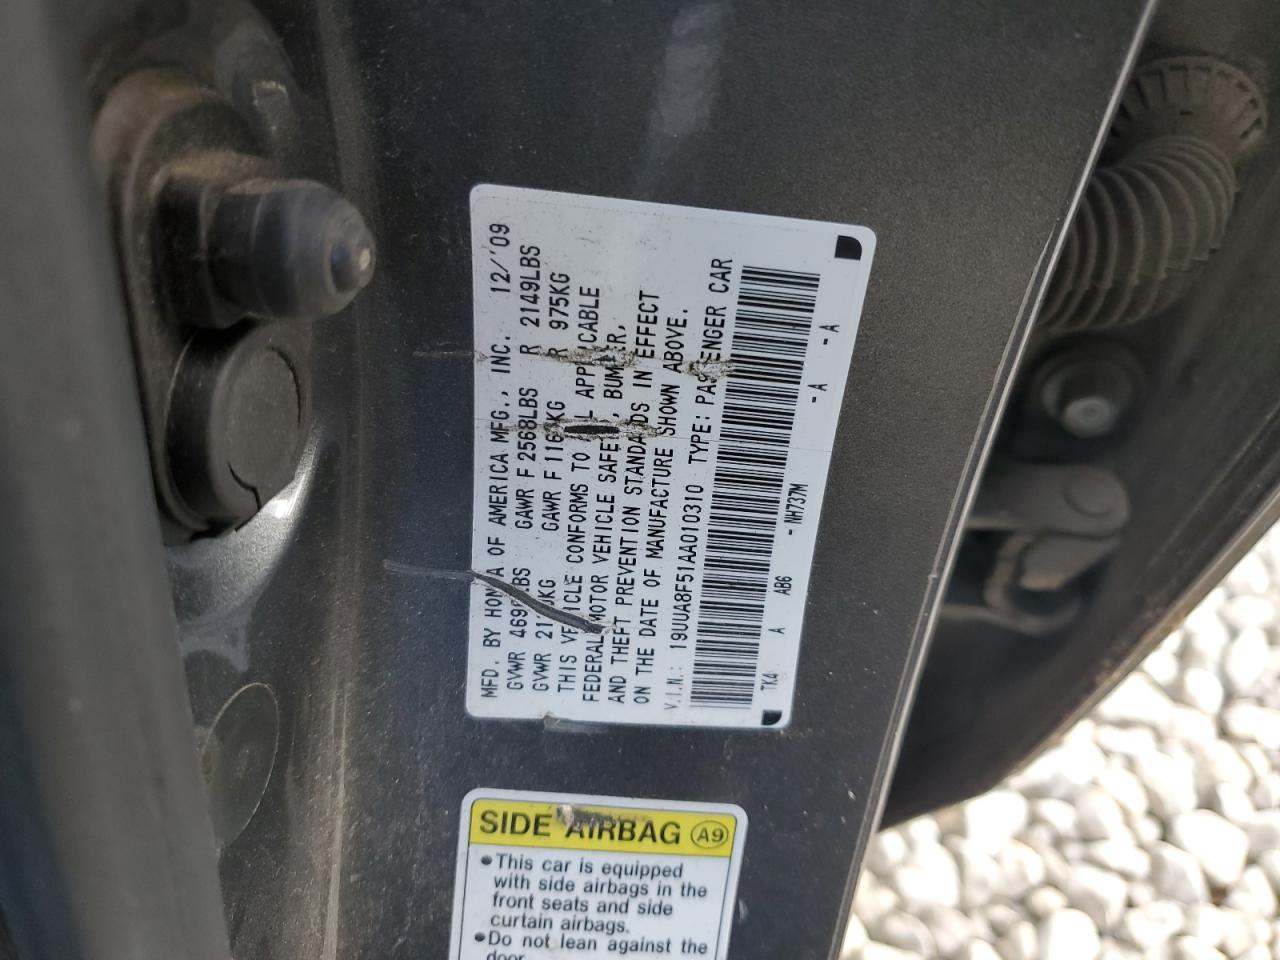 MFD. BY HONDA OF AMERICA MFG., INC. 12/'09
GVWR LBS GAWR F 2568LBS R 2149LBS
GVWR KG GAWR F KG R 975KG
THIS VEHICLE CONFORMS TO ALL APPLICABLE
FEDERAL MOTOR VEHICLE SAFETY, BUMPER,
AND THEFT PREVENTION STANDARDS IN EFFECT
ON THE DATE OF MANUFACTURE SHOWN ABOVE.
V.I.N.: 19UUA8F51AA010310 TYPE: PASSENGER CAR
TK4 A AB6 - NH737M - A - A
SIDE AIRBAG A9
•This car is equipped
with side airbags in the
front seats and side
curtain airbags.
•Do not lean against the
door.